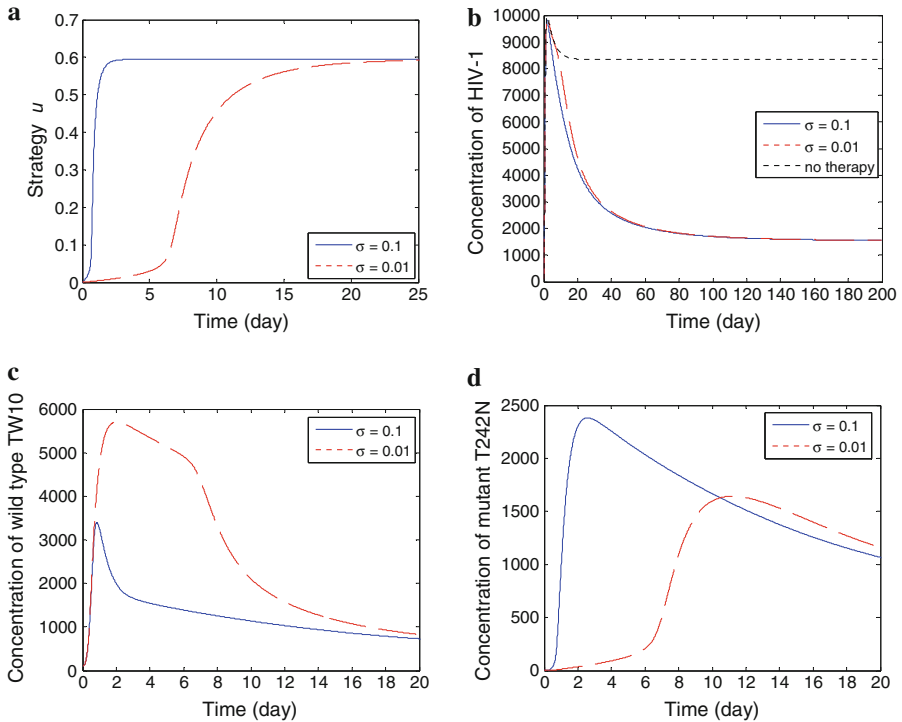 a
0.7
0.6
0.5
0.4
0.3
0.2
0.1
0
0 5 10 15 20 25
Strategy u
Time (day)
σ = 0.1
σ = 0.01
b
10000
9000
8000
7000
6000
5000
4000
3000
2000
1000
0
0 20 40 60 80 100 120 140 160 180 200
Concentration of HIV-1
Time (day)
σ = 0.1
σ = 0.01
no therapy
c
6000
5000
4000
3000
2000
1000
0
0 2 4 6 8 10 12 14 16 18 20
Concentration of wild type TW10
Time (day)
σ = 0.1
σ = 0.01
d
2500
2000
1500
1000
500
0
0 2 4 6 8 10 12 14 16 18 20
Concentration of mutant T242N
Time (day)
σ = 0.1
σ = 0.01